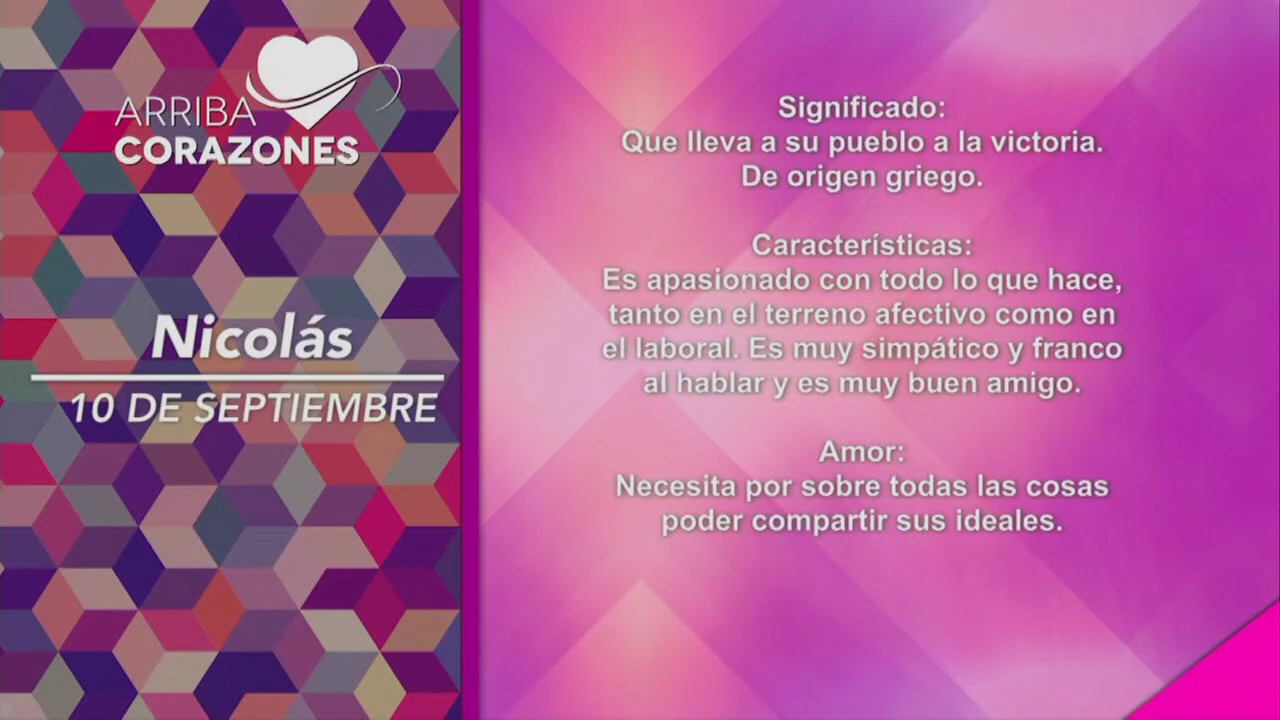 ARRIBA
CORAZONES
Nicolás
10 DE SEPTIEMBRE
Significado:
Que lleva a su pueblo a la victoria.
De origen griego.
Características:
Es apasionado con todo lo que hace,
tanto en el terreno afectivo como en
el laboral. Es muy simpático y franco
al hablar y es muy buen amigo.
Amor:
Necesita por sobre todas las cosas
poder compartir sus ideales.